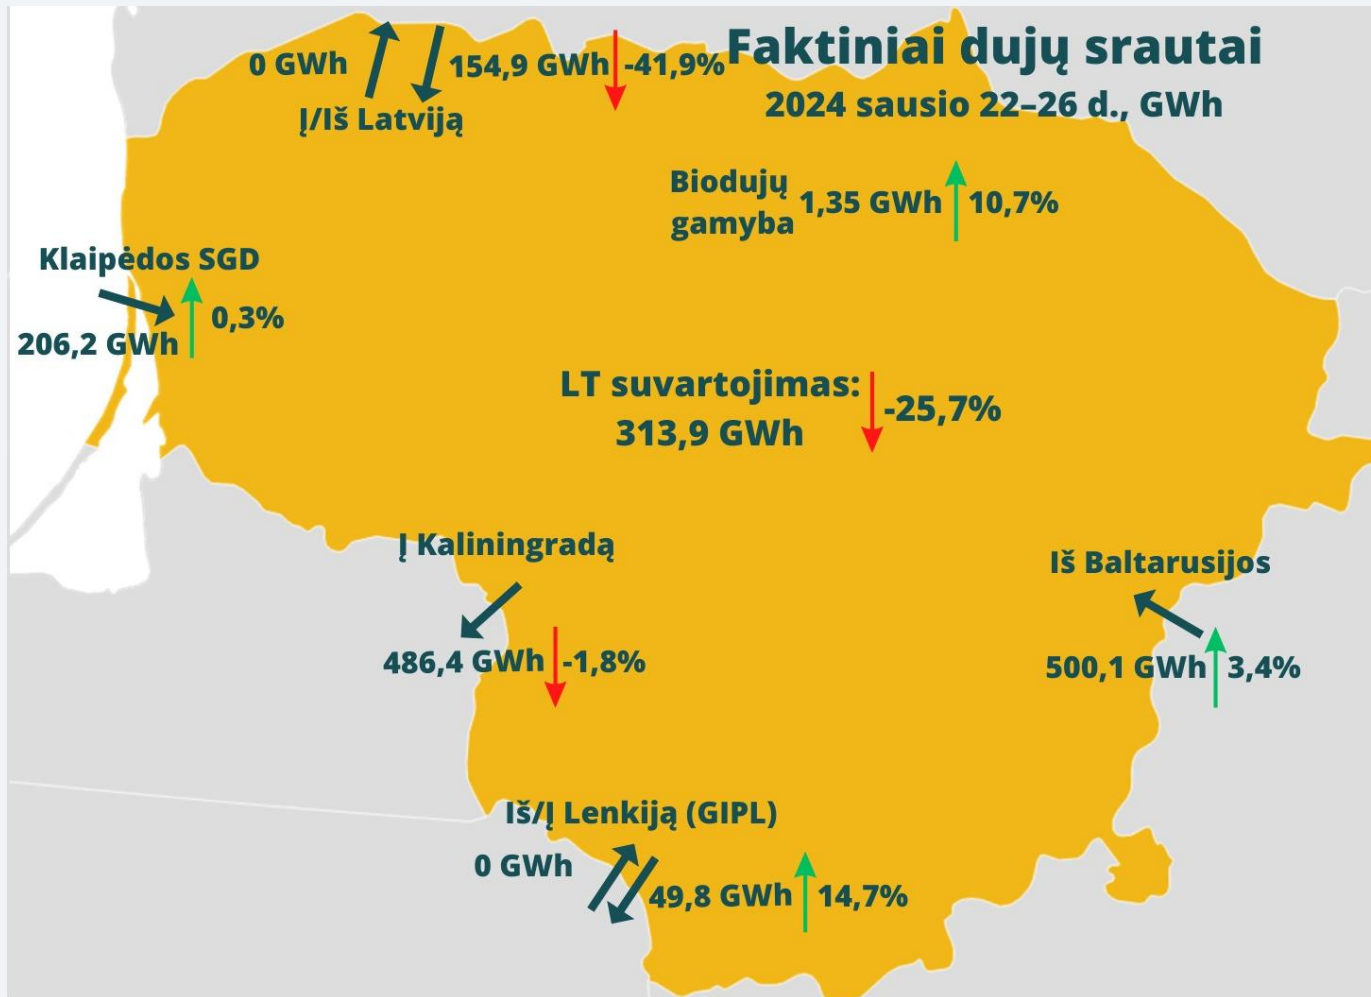 Faktiniai dujų srautai
2024 sausio 22–26 d., GWh
0 GWh
154,9 GWh -41,9%
Į/Iš Latviją
Biodujų
gamyba
1,35 GWh 10,7%
Klaipėdos SGD
0,3%
206,2 GWh
LT suvartojimas:
313,9 GWh
-25,7%
Į Kaliningradą
486,4 GWh -1,8%
Iš Baltarusijos
500,1 GWh 3,4%
Iš/Į Lenkiją (GIPL)
0 GWh
49,8 GWh 14,7%